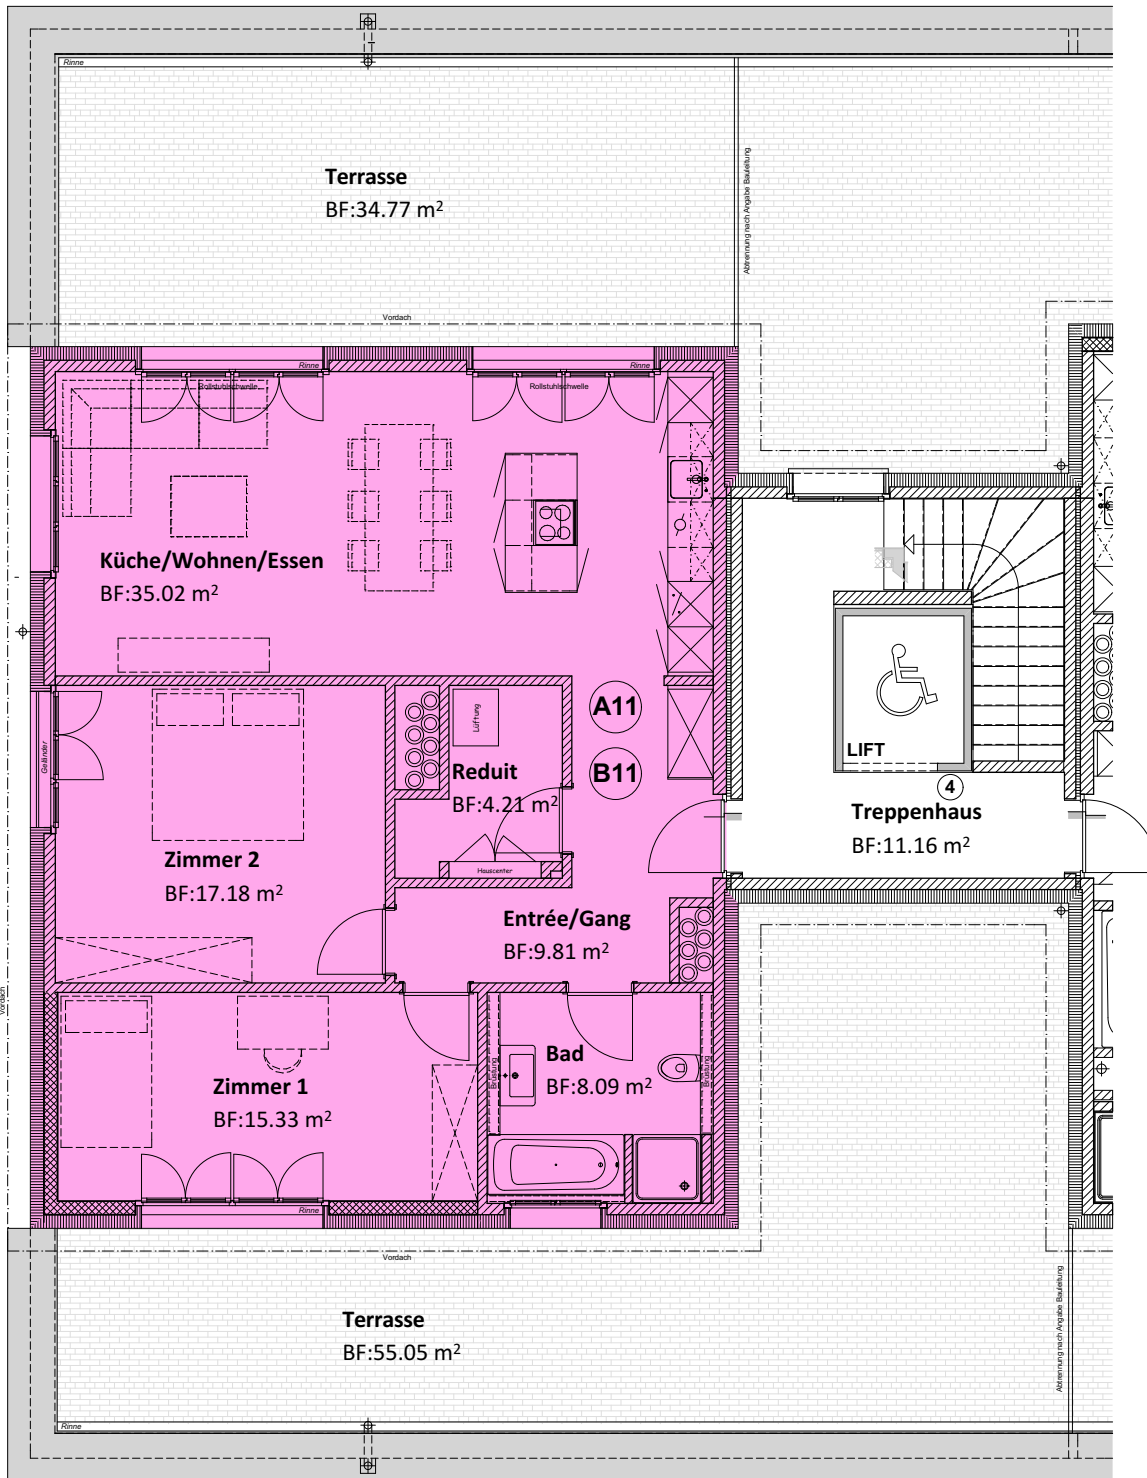 Rinne
Terrasse
BF:34.77 m²
Abtrennung nach Angabe Bauleitung
Vordach
Rinne
Rinne
Rollstuhlschwelle
Rollstuhlschwelle
Küche/Wohnen/Essen
BF:35.02 m²
A11
B11
LIFT
4
Treppenhaus
BF:11.16 m²
Geländer
Lüftung
Reduit
BF:4.21 m²
Hauscenter
Zimmer 2
BF:17.18 m²
Entrée/Gang
BF:9.81 m²
Vordach
Zimmer 1
BF:15.33 m²
Brüstung
Bad
BF:8.09 m²
Brüstung
Rinne
Vordach
Terrasse
BF:55.05 m²
Abtrennung nach Angabe Bauleitung
Rinne